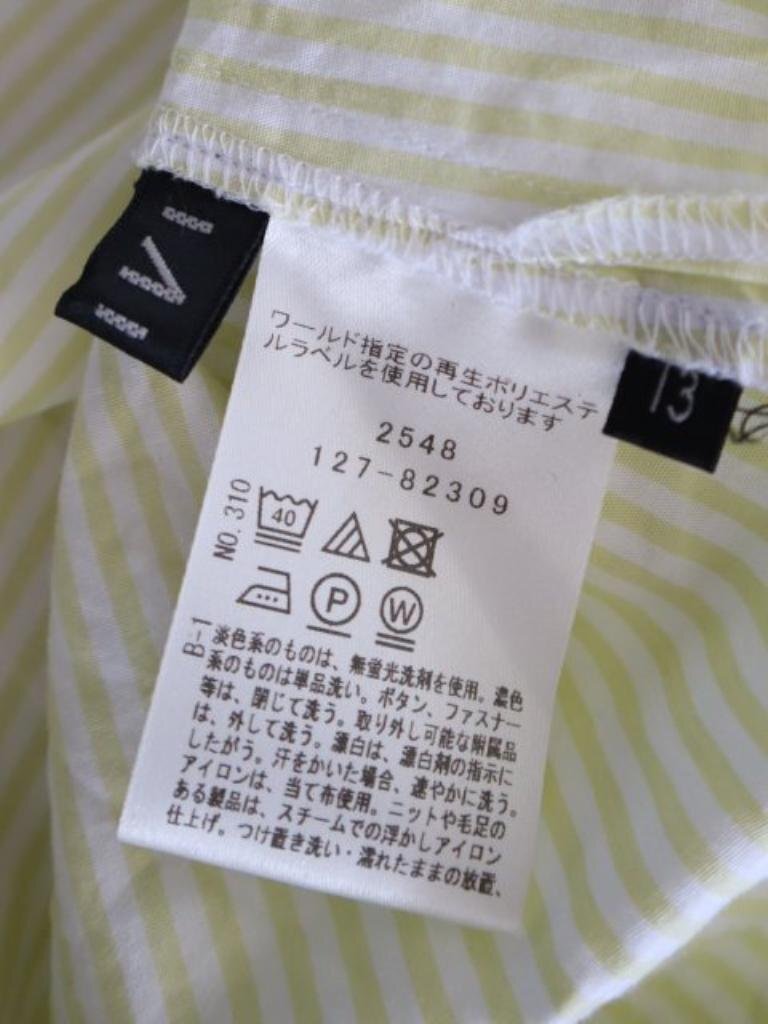 ワールド指定の再生ポリエステ
ルラベルを使用しております
13
2548
127-82309
NO. 310
40
P
W
B-1
淡色系のものは、無蛍光洗剤を使用。濃色
系のものは単品洗い。ボタン、ファスナー
等は、閉じて洗う。取り外し可能な附属品
は、外して洗う。漂白は、漂白剤の指示に
したがう。汗をかいた場合、速やかに洗う。
アイロンは、当て布使用。ニットや毛足の
ある製品は、スチームでの浮かしアイロン
仕上げ。つけ置き洗い・濡れたままの放置、